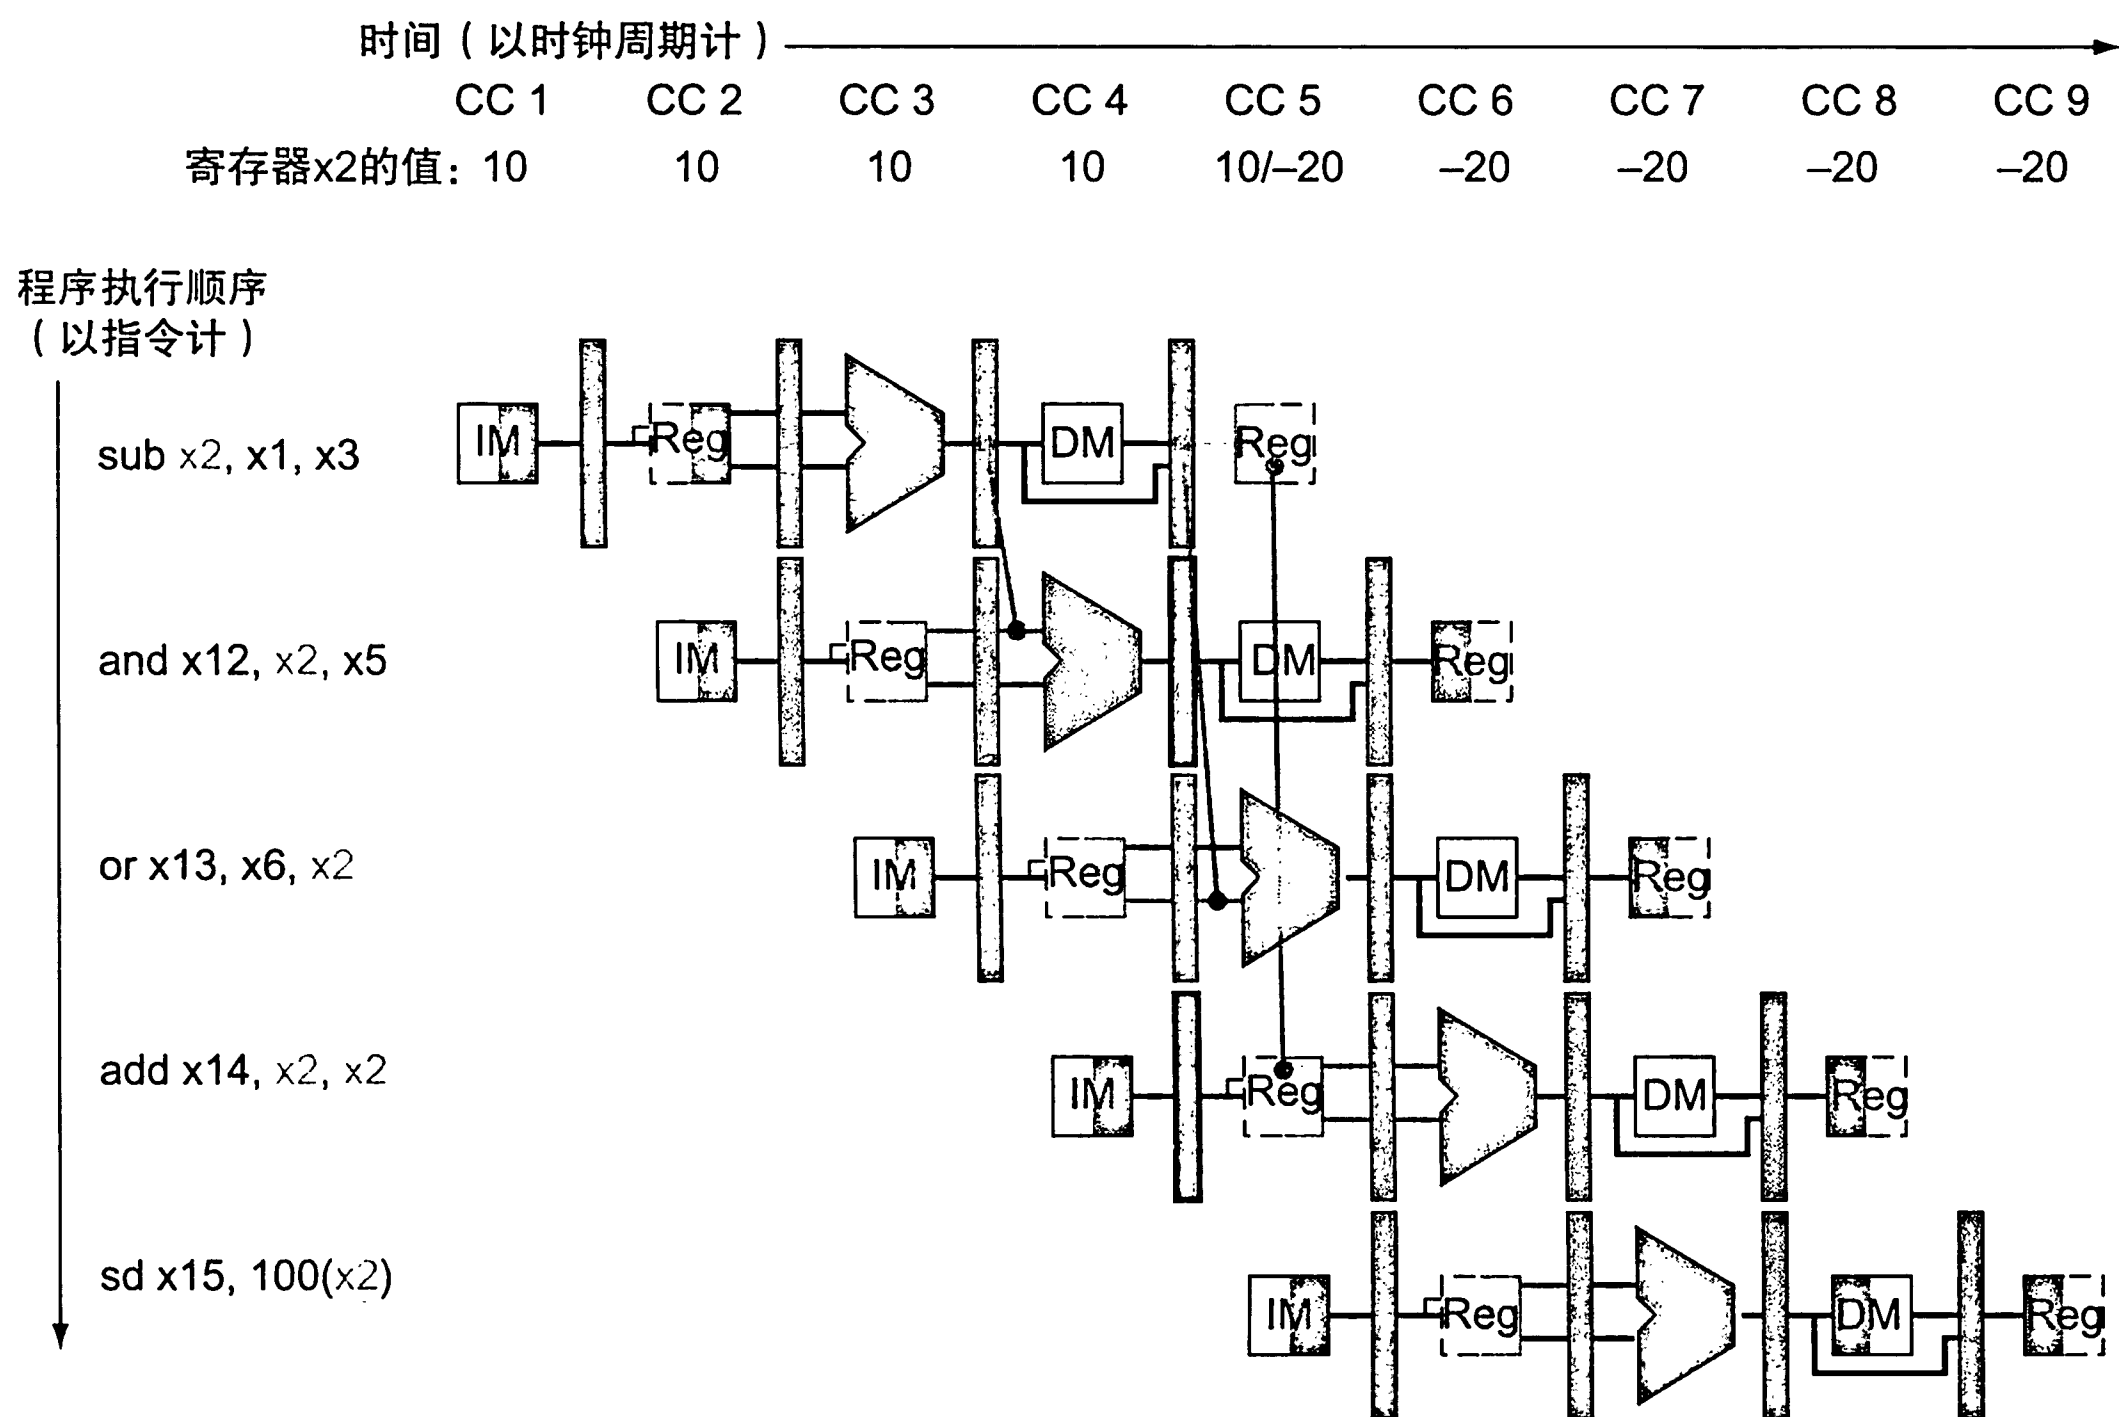 时间（以时钟周期计）
CC 1 CC 2 CC 3 CC 4 CC 5 CC 6 CC 7 CC 8 CC 9
寄存器x2的值：10 10 10 10 10/–20 –20 –20 –20 –20
程序执行顺序
（以指令计）
sub x2, x1, x3
IM Reg DM Reg
and x12, x2, x5
IM Reg DM Reg
or x13, x6, x2
IM Reg DM Reg
add x14, x2, x2
IM Reg DM Reg
sd x15, 100(x2)
IM Reg DM Reg